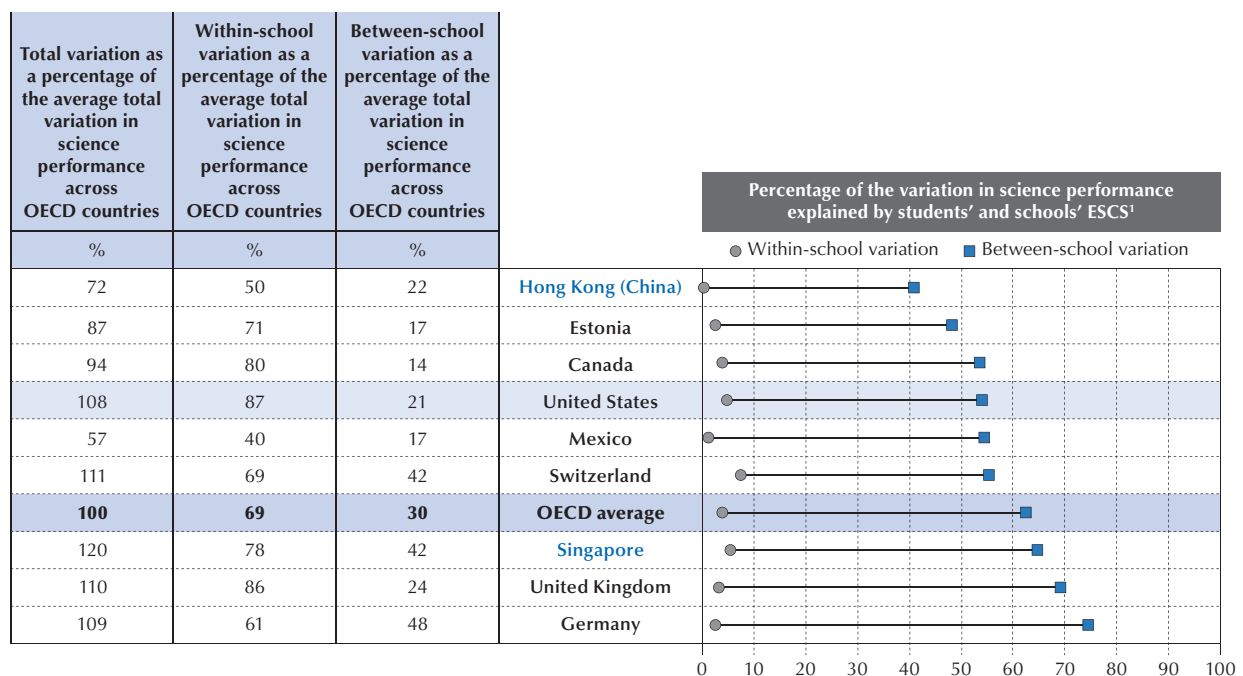 Total variation as
a percentage of
the average total
variation in
science
performance
across
OECD countries
Within-school
variation as a
percentage of the
average total
variation in
science
performance
across
OECD countries
Between-school
variation as a
percentage of the
average total
variation in
science
performance
across
OECD countries
Percentage of the variation in science performance
explained by students' and schools' ESCS¹
% % % Within-school variation Between-school variation
72 50 22 Hong Kong (China)
87 71 17 Estonia
94 80 14 Canada
108 87 21 United States
57 40 17 Mexico
111 69 42 Switzerland
100 69 30 OECD average
120 78 42 Singapore
110 86 24 United Kingdom
109 61 48 Germany
0 10 20 30 40 50 60 70 80 90 100